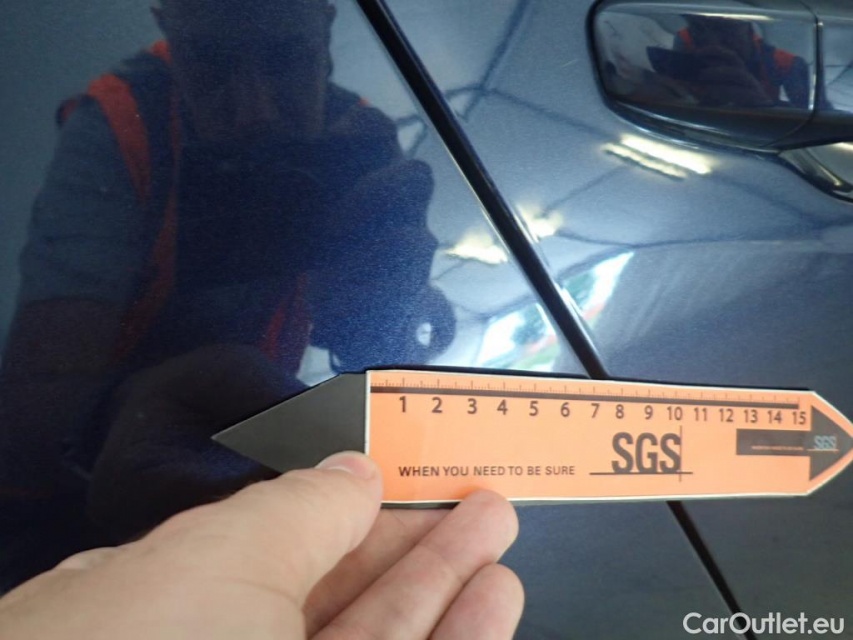 1 2 3 4 5 6 7 8 9 10 11 12 13 14 15
WHEN YOU NEED TO BE SURE
SGS
SGS
CarOutlet.eu